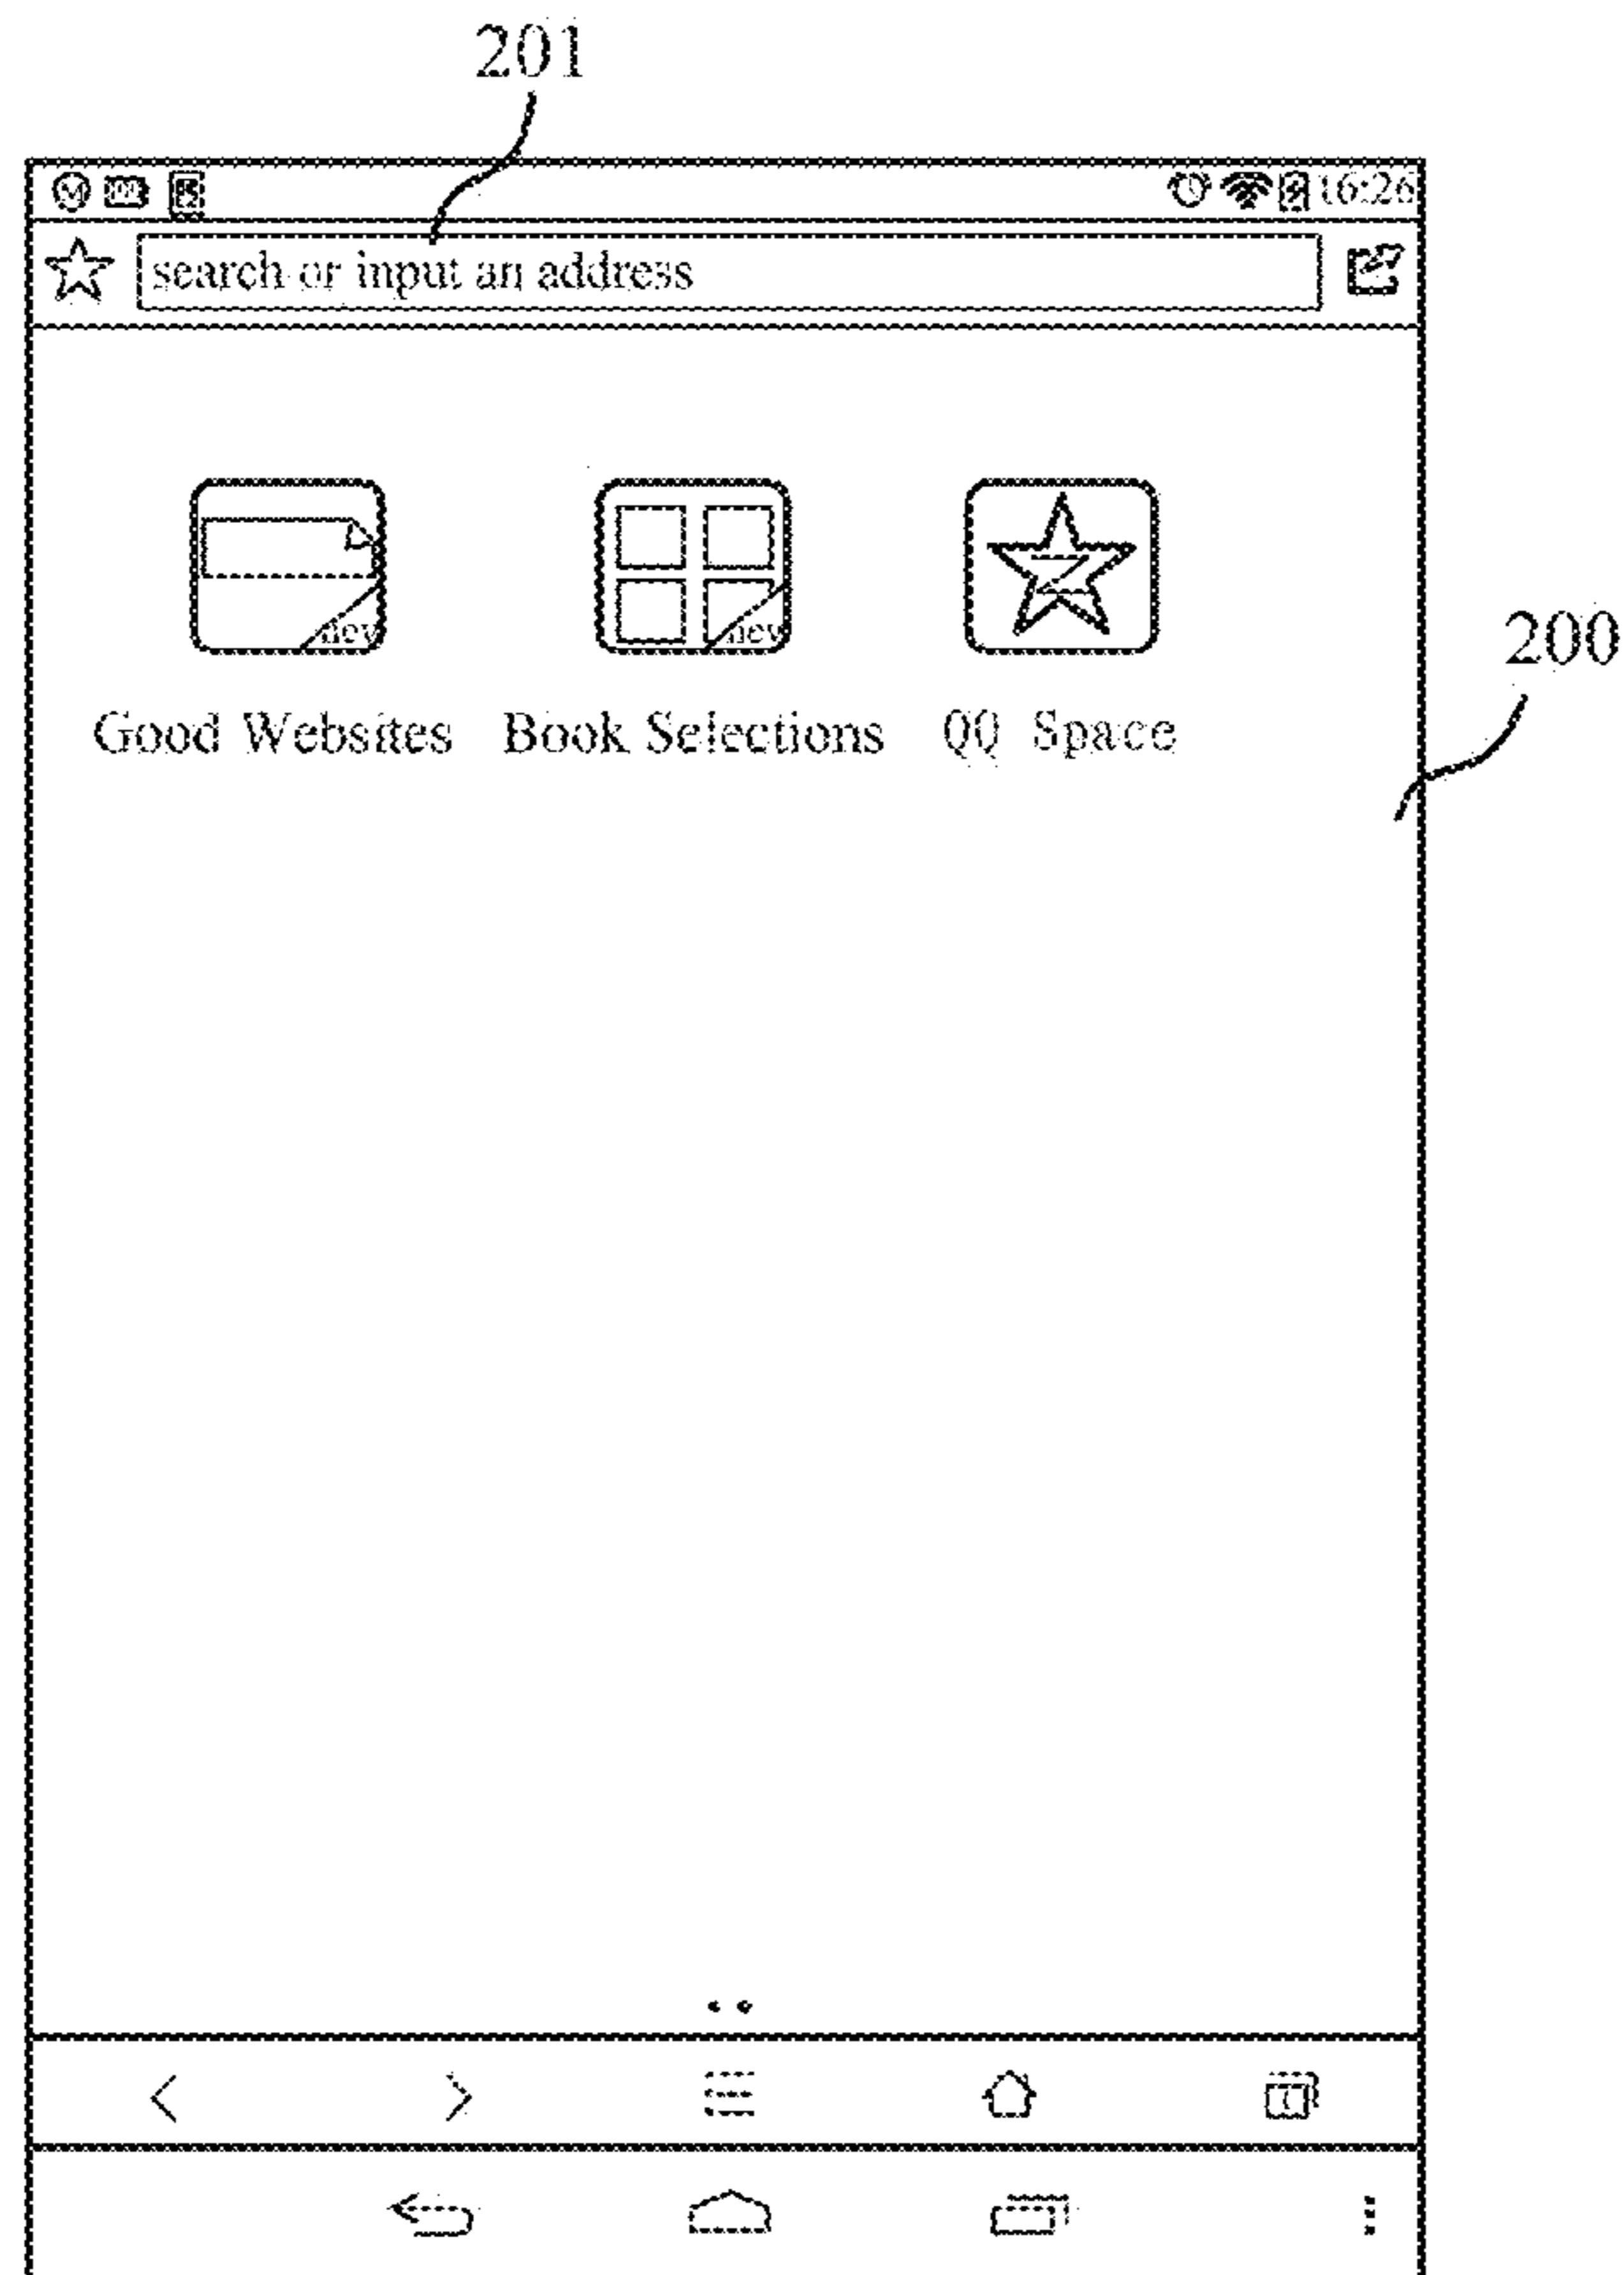 201
16:26
search or input an address
Good Websites Book Selections QQ Space
200